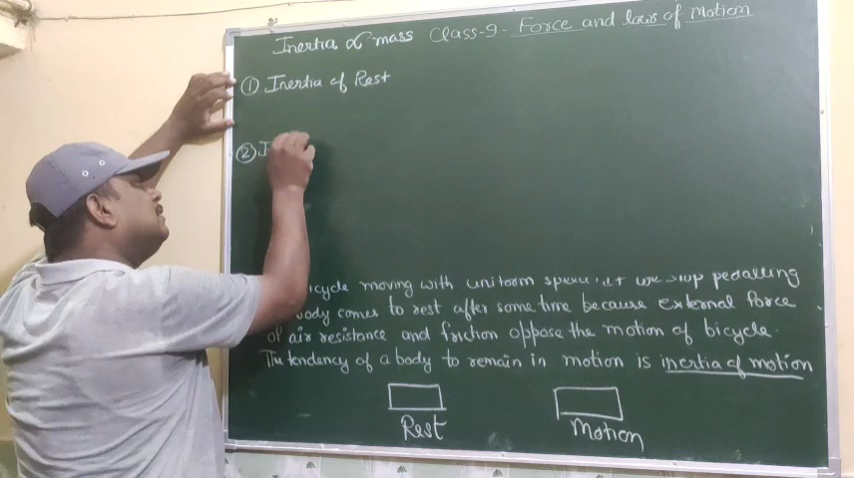 Inertia & mass Class-9. Force and laws of Motion
① Inertia of Rest
② I
icycle moving with uniform speed. If we stop pedalling
body comes to rest after some time because external force
of air resistance and friction oppose the motion of bicycle.
The tendency of a body to remain in motion is inertia of motion
Rest
Motion